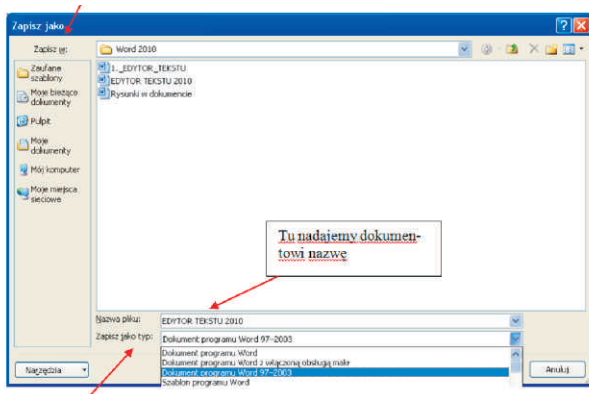 Zapisz jako
Zapisz w:
Word 2010
Zaufane
szablony
Moje bieżące
dokumenty
Pulpit
Moje
dokumenty
Mój komputer
Moje miejsca
sieciowe
1._EDYTOR_TEKSTU
EDYTOR TEKSTU 2010
Rysunki w dokumencie
Tu nadajemy dokumen-
towi nazwę
Nazwa pliku:
EDYTOR TEKSTU 2010
Zapisz jako typ:
Dokument programu Word 97-2003
Dokument programu Word
Dokument programu Word z włączoną obsługą makr
Dokument programu Word 97-2003
Szablon programu Word
Narzędzia
Anuluj